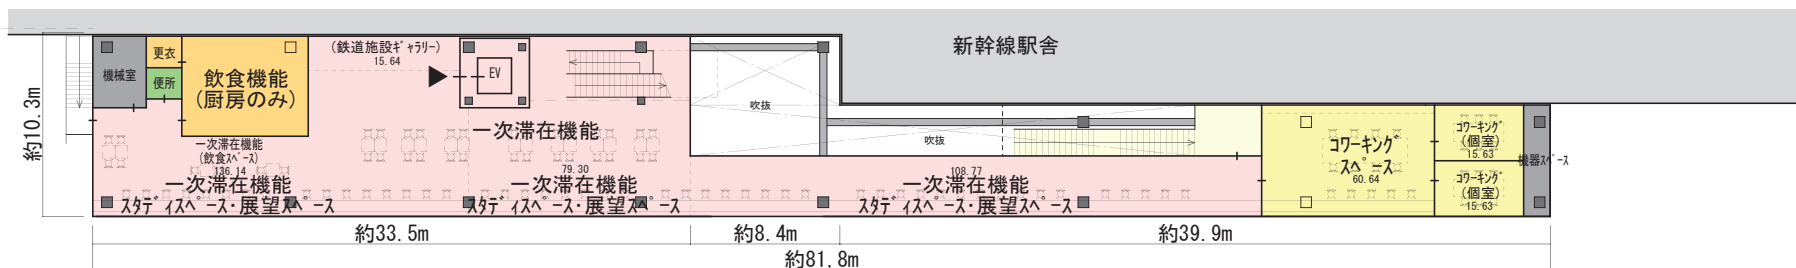 新幹線駅舎
(鉄道施設ｷﾞｬﾗﾘｰ)
15.64
機械室
更衣
便所
飲食機能
(厨房のみ)
EV
吹抜
吹抜
約10.3m
一次滞在機能
一次滞在機能
(飲食ｽﾍﾟｰｽ)
136.14
一次滞在機能
ｽﾀﾃﾞｨｽﾍﾟｰｽ・展望ｽﾍﾟｰｽ
79.30
一次滞在機能
ｽﾀﾃﾞｨｽﾍﾟｰｽ・展望ｽﾍﾟｰｽ
108.77
一次滞在機能
ｽﾀﾃﾞｨｽﾍﾟｰｽ・展望ｽﾍﾟｰｽ
ｺﾜｰｷﾝｸﾞ
ｽﾍﾟｰｽ
60.64
ｺﾜｰｷﾝｸﾞ
(個室)
15.63
ｺﾜｰｷﾝｸﾞ
(個室)
15.63
機器ｽﾍﾟｰｽ
約33.5m
約8.4m
約39.9m
約81.8m